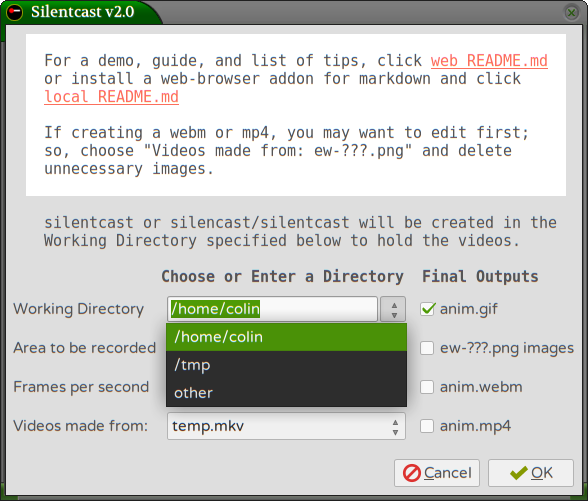 Silentcast v2.0
For a demo, guide, and list of tips, click web README.md
or install a web-browser addon for markdown and click
local README.md
If creating a webm or mp4, you may want to edit first;
so, choose "Videos made from: ew-???.png" and delete
unnecessary images.
silentcast or silencast/silentcast will be created in the
Working Directory specified below to hold the videos.
Choose or Enter a Directory Final Outputs
Working Directory /home/colin anim.gif
/home/colin
Area to be recorded ew-???.png images
/tmp
Frames per second anim.webm
other
Videos made from: temp.mkv anim.mp4
Cancel OK